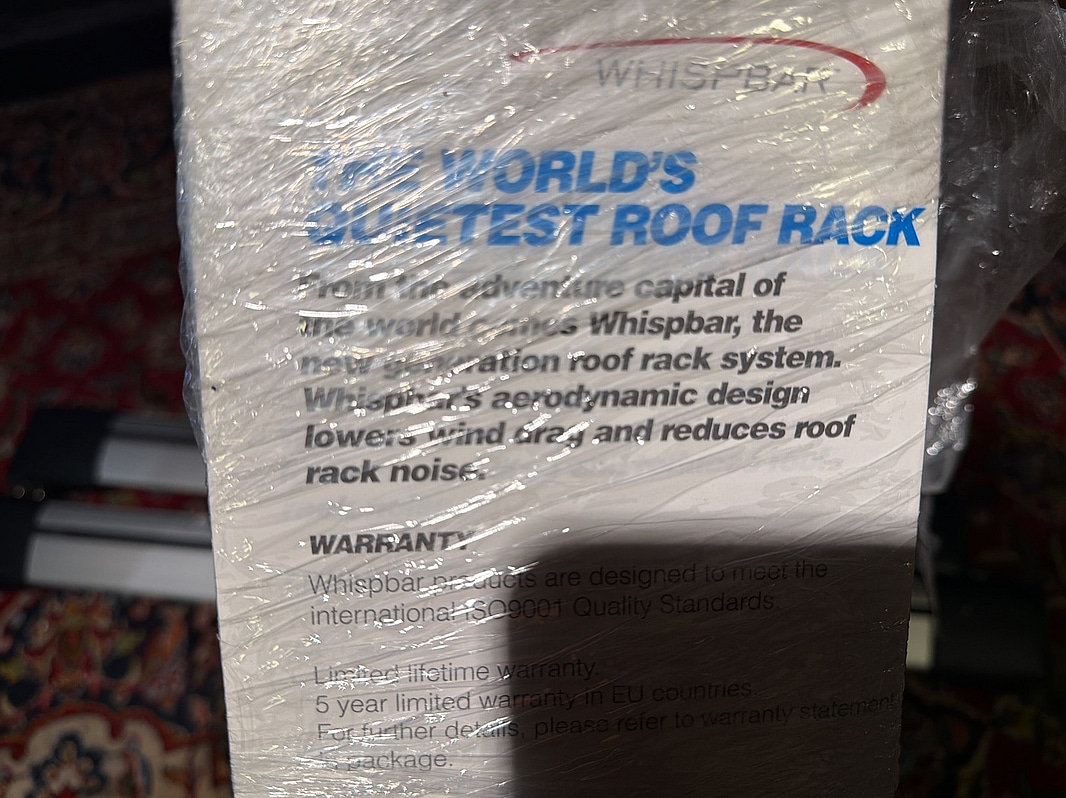 WHISPBAR
THE WORLD'S
QUIETEST ROOF RACK
From the adventure capital of
the world comes Whispbar, the
new generation roof rack system.
Whispbar's aerodynamic design
lowers wind drag and reduces roof
rack noise.
WARRANTY
Whispbar products are designed to meet the
international ISO9001 Quality Standards.
Limited lifetime warranty.
5 year limited warranty in EU countries.
For further details, please refer to warranty statement
package.